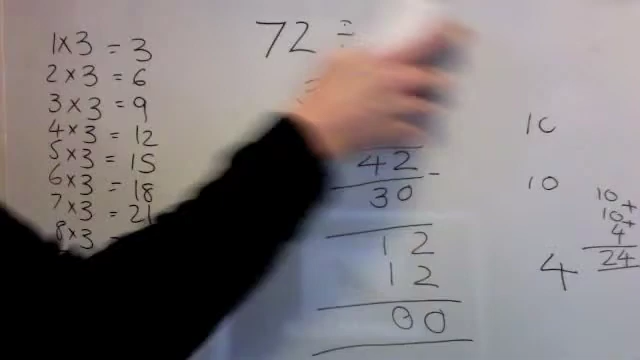 1x3 = 3
2x3 = 6
3x3 = 9
4x3 = 12
5x3 = 15
6x3 = 18
7x3 = 21
8x3 =
72 ÷
42 -
30
12
12
00
10
10
4
10 +
10 +
4
24